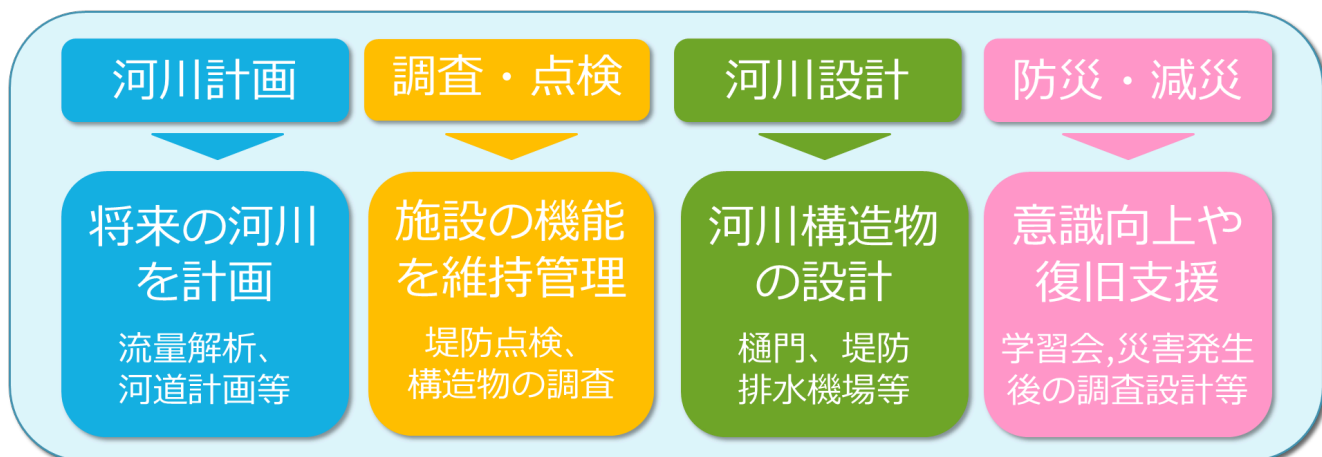 河川計画
将来の河川
を計画
流量解析、
河道計画等
調査・点検
施設の機能
を維持管理
堤防点検、
構造物の調査
河川設計
河川構造物
の設計
樋門、堤防
排水機場等
防災・減災
意識向上や
復旧支援
学習会,災害発生
後の調査設計等